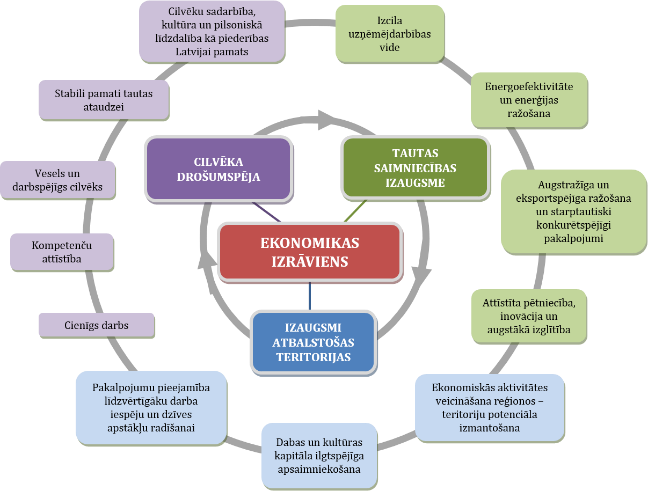 Cilvēku sadarbība,
kultūra un pilsoniskā
līdzdalība kā piederības
Latvijai pamats
Izcila
uzņēmējdarbības
vide
Stabili pamati tautas
ataudzei
Energoefektivitāte
un enerģijas
ražošana
CILVĒKA
DROŠUMSPĒJA
TAUTAS
SAIMNIECĪBAS
IZAUGSME
Vesels un
darbspējīgs cilvēks
Augstražīga un
eksportspējīga ražošana
un starptautiski
konkurētspējīgi
pakalpojumi
Kompetenču
attīstība
EKONOMIKAS
IZRĀVIENS
Cienīgs darbs
Attīstīta pētniecība,
inovācija un
augstākā izglītība
IZAUGSMI
ATBALSTOŠAS
TERITORIJAS
Pakalpojumu pieejamība
līdzvērtīgāku darba
iespēju un dzīves
apstākļu radīšanai
Dabas un kultūras
kapitāla ilgtspējīga
apsaimniekošana
Ekonomiskās aktivitātes
veicināšana reģionos –
teritoriju potenciāla
izmantošana